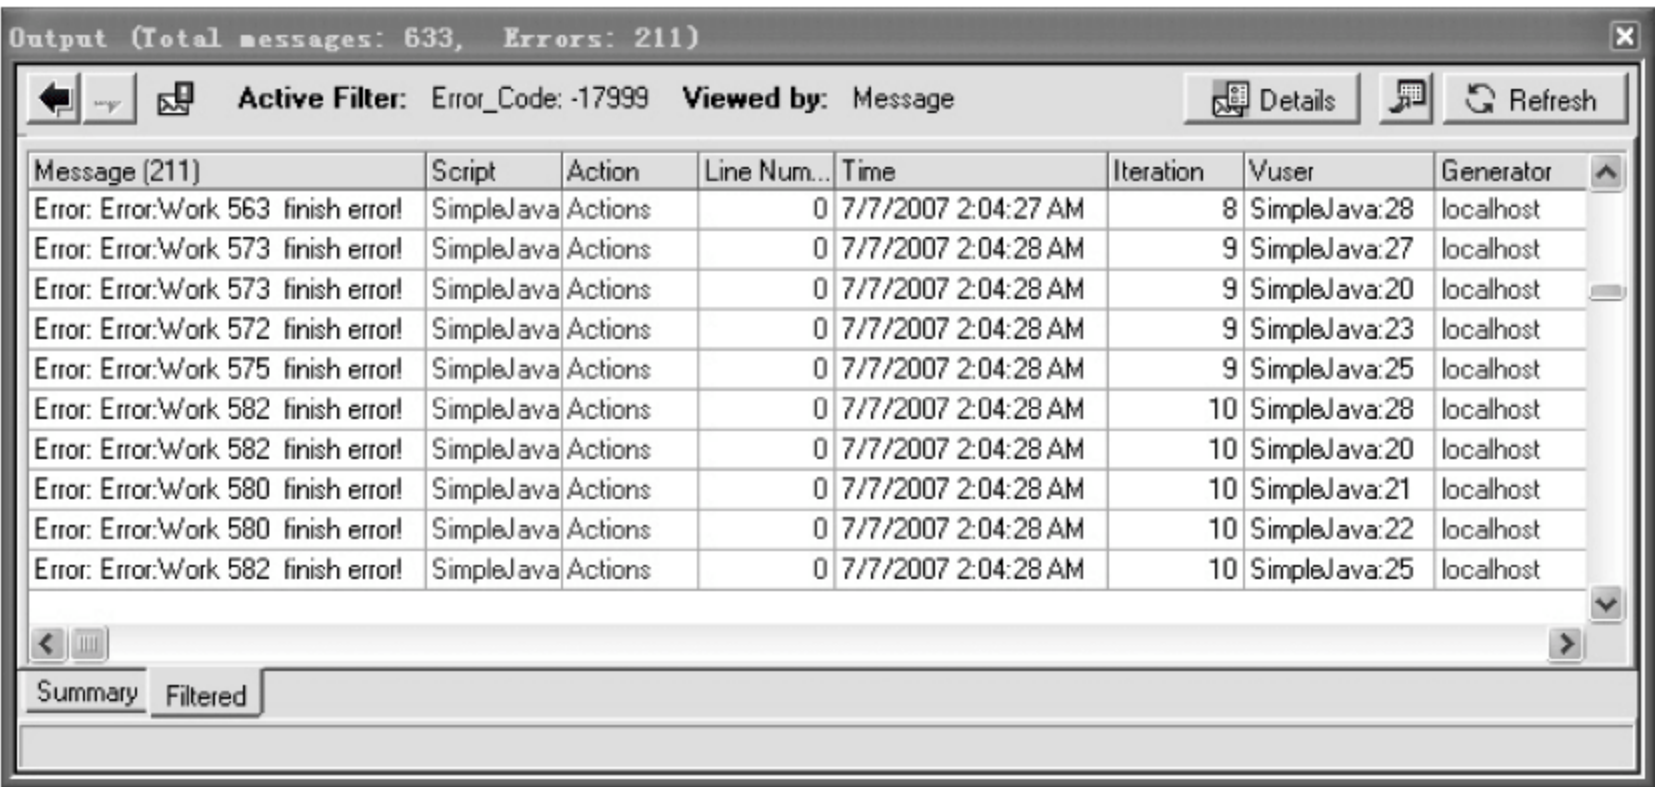 Output (Total messages: 633, Errors: 211)
Active Filter: Error_Code: -17999 Viewed by: Message Details Refresh
Message (211) Script Action Line Num... Time Iteration Vuser Generator
Error: Error:Work 563 finish error! SimpleJava Actions 0 7/7/2007 2:04:27 AM 8 SimpleJava:28 localhost
Error: Error:Work 573 finish error! SimpleJava Actions 0 7/7/2007 2:04:28 AM 9 SimpleJava:27 localhost
Error: Error:Work 573 finish error! SimpleJava Actions 0 7/7/2007 2:04:28 AM 9 SimpleJava:20 localhost
Error: Error:Work 572 finish error! SimpleJava Actions 0 7/7/2007 2:04:28 AM 9 SimpleJava:23 localhost
Error: Error:Work 575 finish error! SimpleJava Actions 0 7/7/2007 2:04:28 AM 9 SimpleJava:25 localhost
Error: Error:Work 582 finish error! SimpleJava Actions 0 7/7/2007 2:04:28 AM 10 SimpleJava:28 localhost
Error: Error:Work 582 finish error! SimpleJava Actions 0 7/7/2007 2:04:28 AM 10 SimpleJava:20 localhost
Error: Error:Work 580 finish error! SimpleJava Actions 0 7/7/2007 2:04:28 AM 10 SimpleJava:21 localhost
Error: Error:Work 580 finish error! SimpleJava Actions 0 7/7/2007 2:04:28 AM 10 SimpleJava:22 localhost
Error: Error:Work 582 finish error! SimpleJava Actions 0 7/7/2007 2:04:28 AM 10 SimpleJava:25 localhost
Summary Filtered